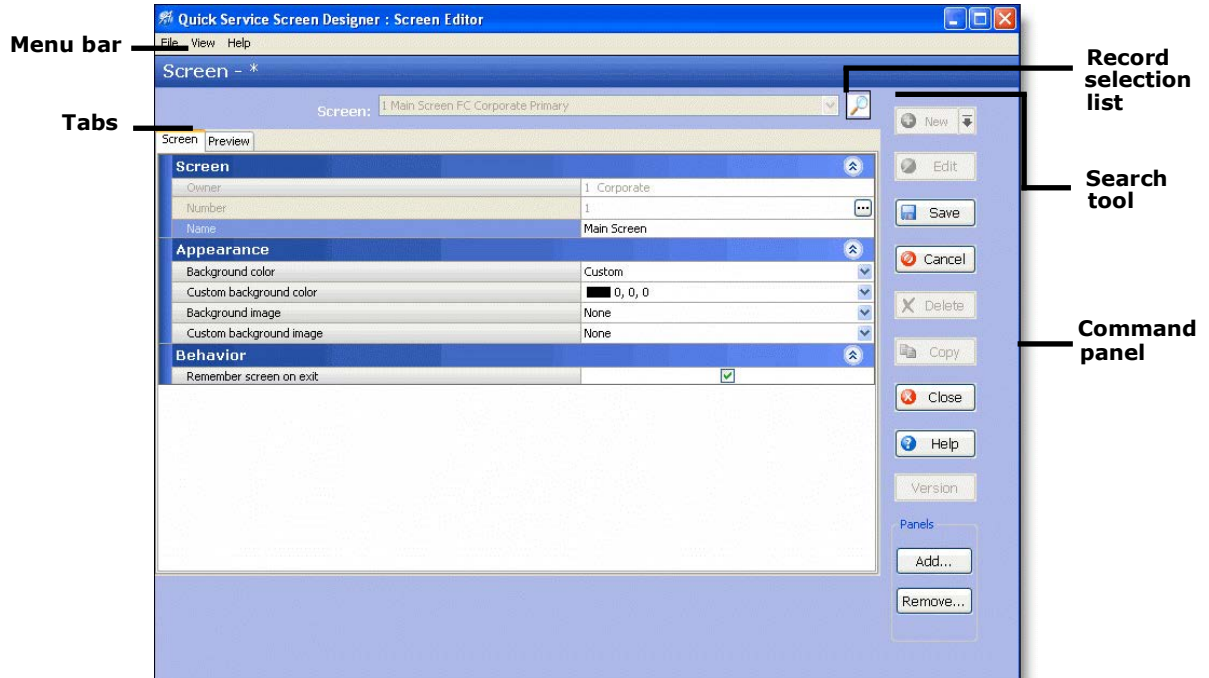 Quick Service Screen Designer : Screen Editor
File View Help
Menu bar
Screen - *
Record selection list
Screen: 1 Main Screen FC Corporate Primary
New
Tabs
Screen Preview
Screen
Edit
Owner 1 Corporate
Number 1 ...
Search tool
Save
Name Main Screen
Appearance
Cancel
Background color Custom
Custom background color 0, 0, 0
Background image None
Delete
Custom background image None
Command panel
Behavior
Copy
Remember screen on exit
Close
Help
Version
Panels
Add...
Remove...